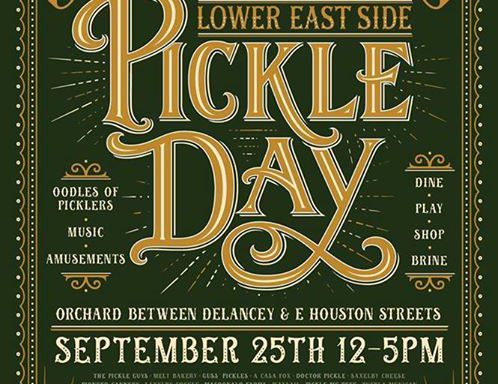 LOWER EAST SIDE
PICKLE
DAY
OODLES OF
PICKLERS
MUSIC
AMUSEMENTS
DINE
PLAY
SHOP
BRINE
ORCHARD BETWEEN DELANCEY & E HOUSTON STREETS
SEPTEMBER 25TH 12-5PM
THE PICKLE GUYS · MELT BAKERY · GUSS PICKLES · A CASA FOX · DOCTOR PICKLE · SAXELBY CHEESE